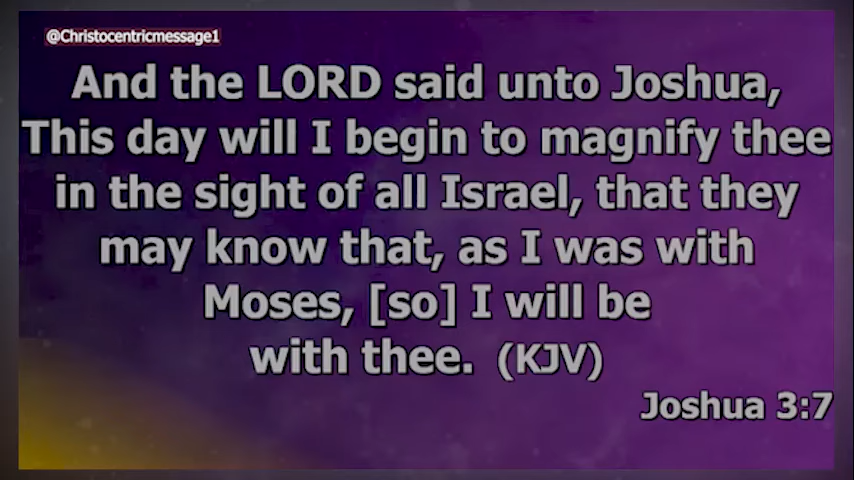 @Christocentricmessage1
And the LORD said unto Joshua,
This day will I begin to magnify thee
in the sight of all Israel, that they
may know that, as I was with
Moses, [so] I will be
with thee. (KJV)
Joshua 3:7